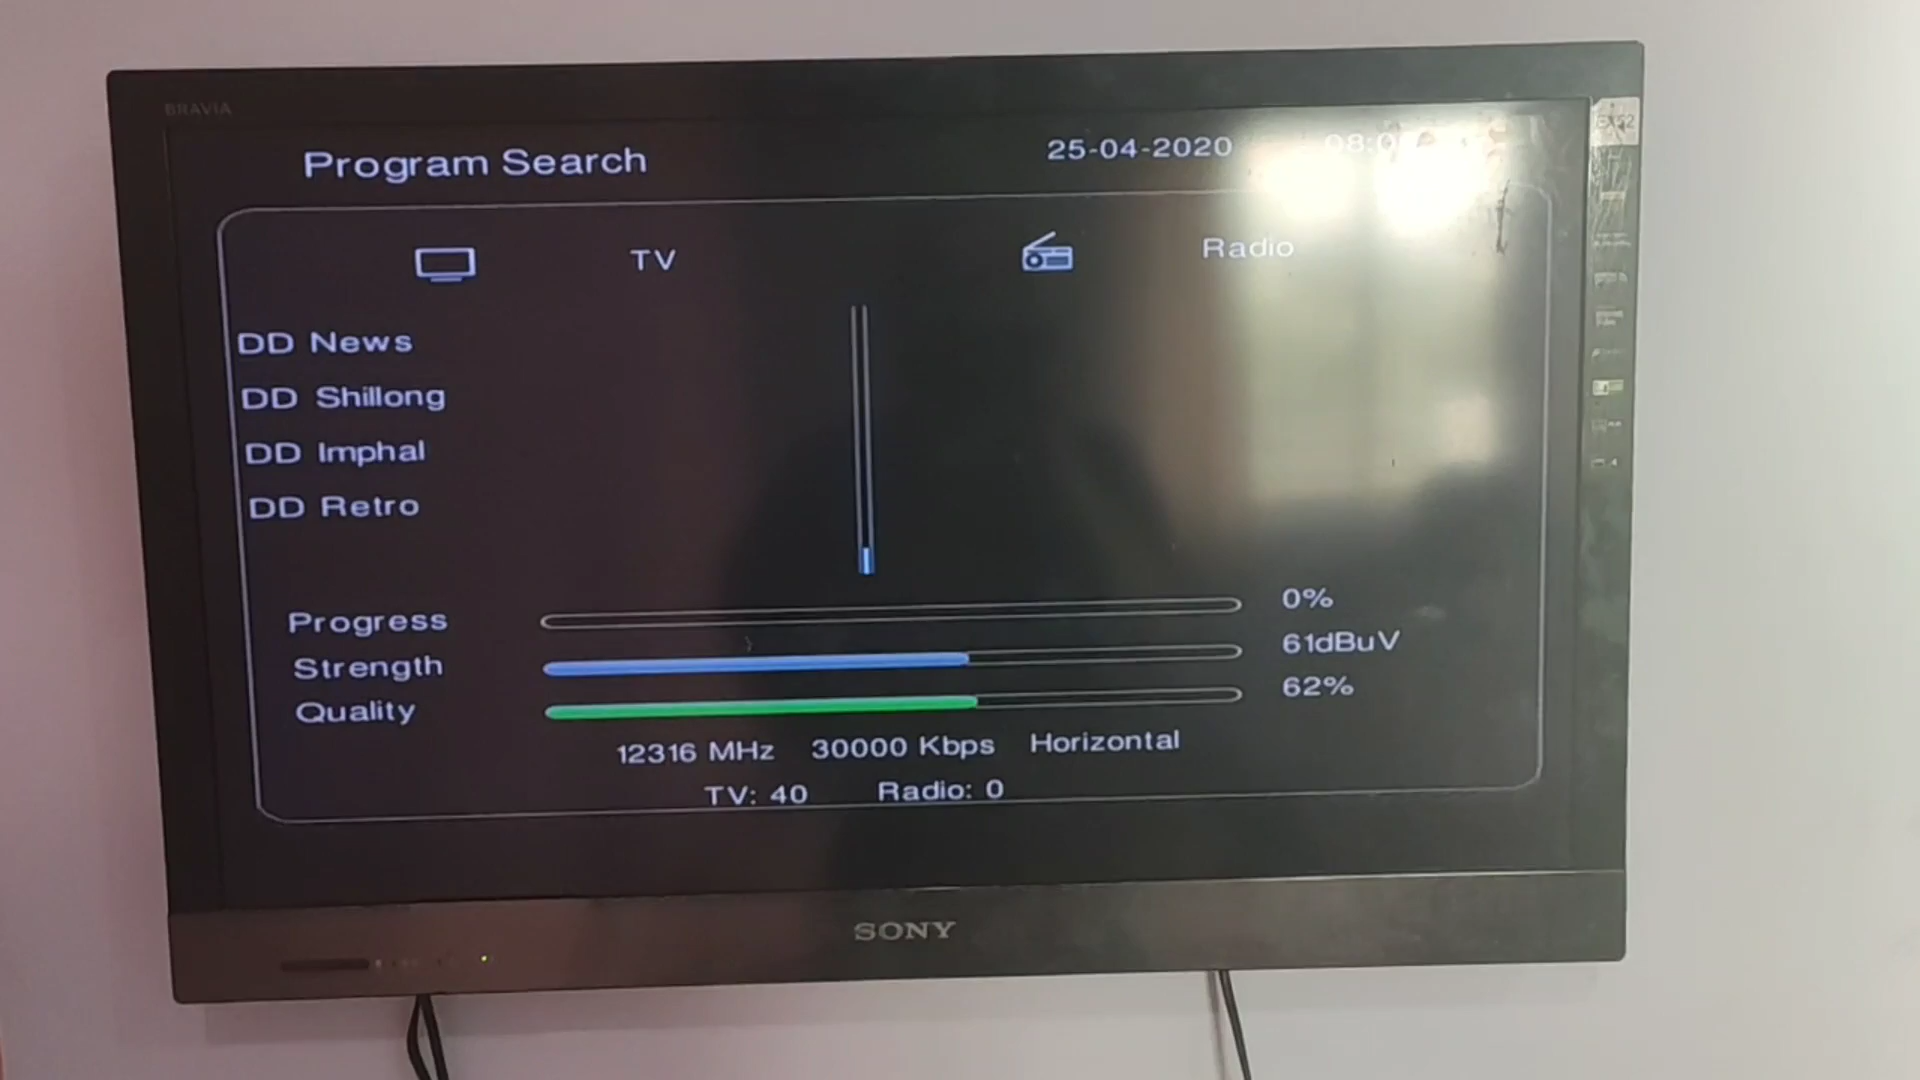 BRAVIA
Program Search
25-04-2020
TV
Radio
DD News
DD Shillong
DD Imphal
DD Retro
Progress
0%
Strength
61dBuV
Quality
62%
12316 MHz 30000 Kbps Horizontal
TV: 40 Radio: 0
SONY